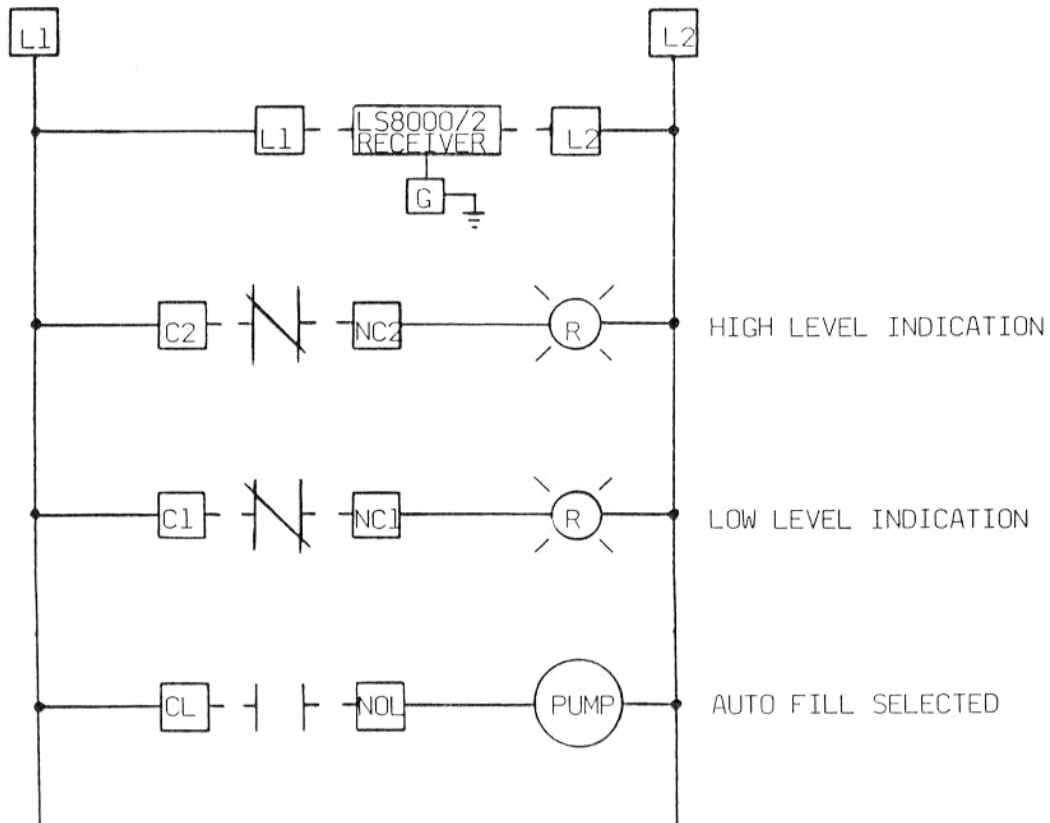 L1
L2
L1
LS8000/2
RECEIVER
L2
G
C2
NC2
R
HIGH LEVEL INDICATION
C1
NC1
R
LOW LEVEL INDICATION
CL
NOL
PUMP
AUTO FILL SELECTED